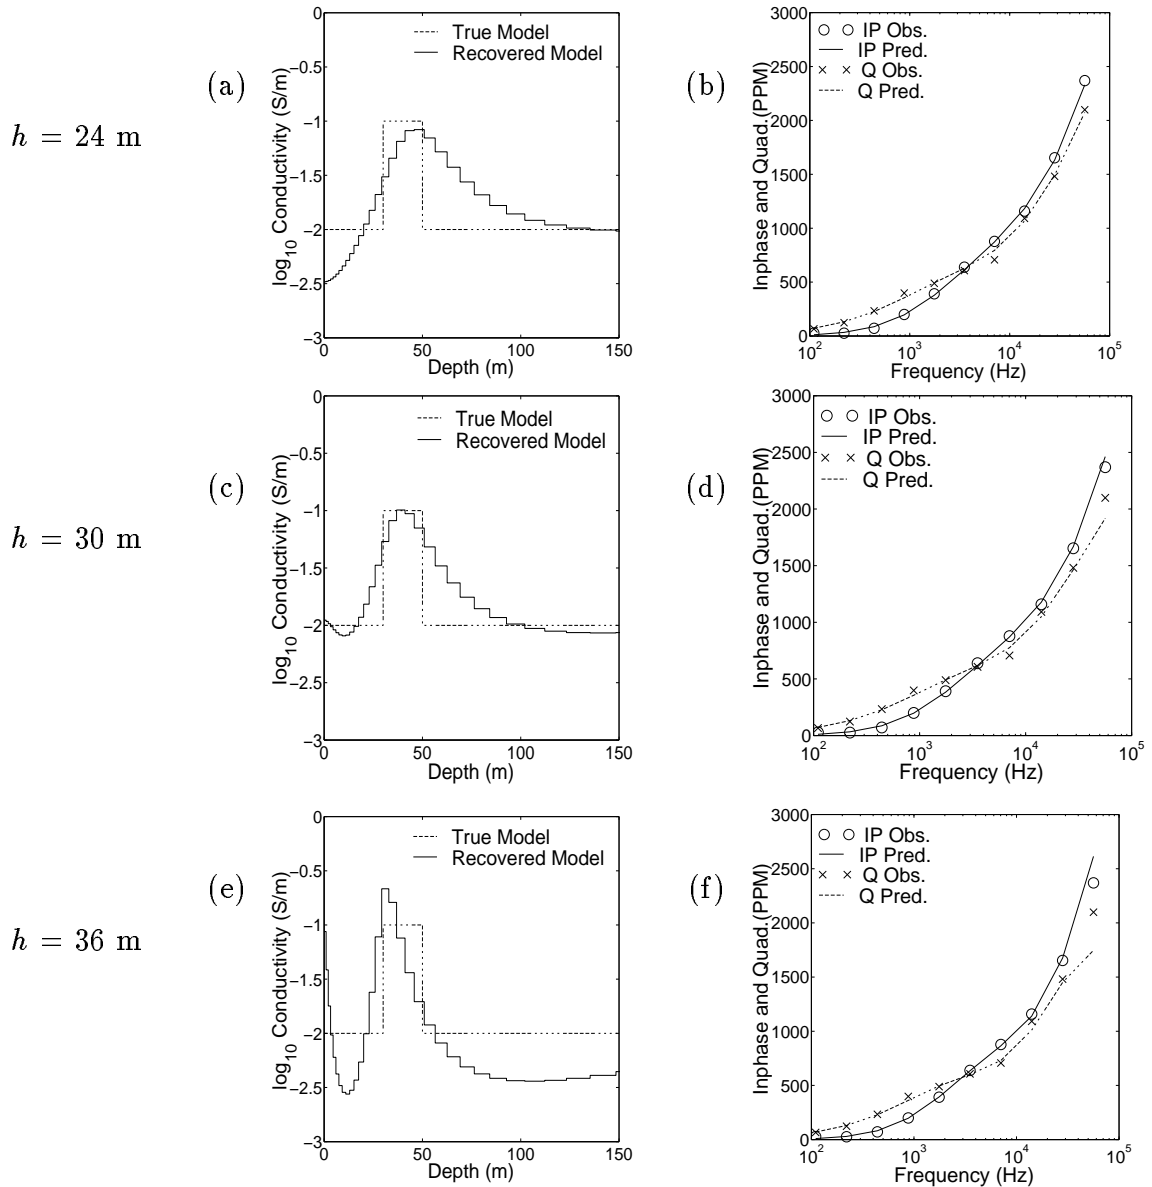 h = 24 m
(a)
log10 Conductivity (S/m)
0
−0.5
−1
−1.5
−2
−2.5
−3
True Model
Recovered Model
0 50 100 150
Depth (m)
(b)
Inphase and Quad.(PPM)
3000
2500
2000
1500
1000
500
0
IP Obs.
IP Pred.
Q Obs.
Q Pred.
10^2 10^3 10^4 10^5
Frequency (Hz)
h = 30 m
(c)
log10 Conductivity (S/m)
0
−0.5
−1
−1.5
−2
−2.5
−3
True Model
Recovered Model
0 50 100 150
Depth (m)
(d)
Inphase and Quad.(PPM)
3000
2500
2000
1500
1000
500
0
IP Obs.
IP Pred.
Q Obs.
Q Pred.
10^2 10^3 10^4 10^5
Frequency (Hz)
h = 36 m
(e)
log10 Conductivity (S/m)
0
−0.5
−1
−1.5
−2
−2.5
−3
True Model
Recovered Model
0 50 100 150
Depth (m)
(f)
Inphase and Quad.(PPM)
3000
2500
2000
1500
1000
500
0
IP Obs.
IP Pred.
Q Obs.
Q Pred.
10^2 10^3 10^4 10^5
Frequency (Hz)